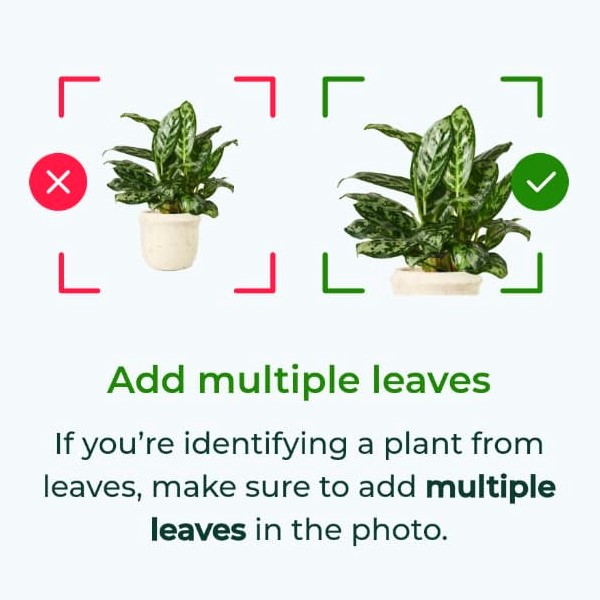 Add multiple leaves
If you’re identifying a plant from
leaves, make sure to add multiple
leaves in the photo.